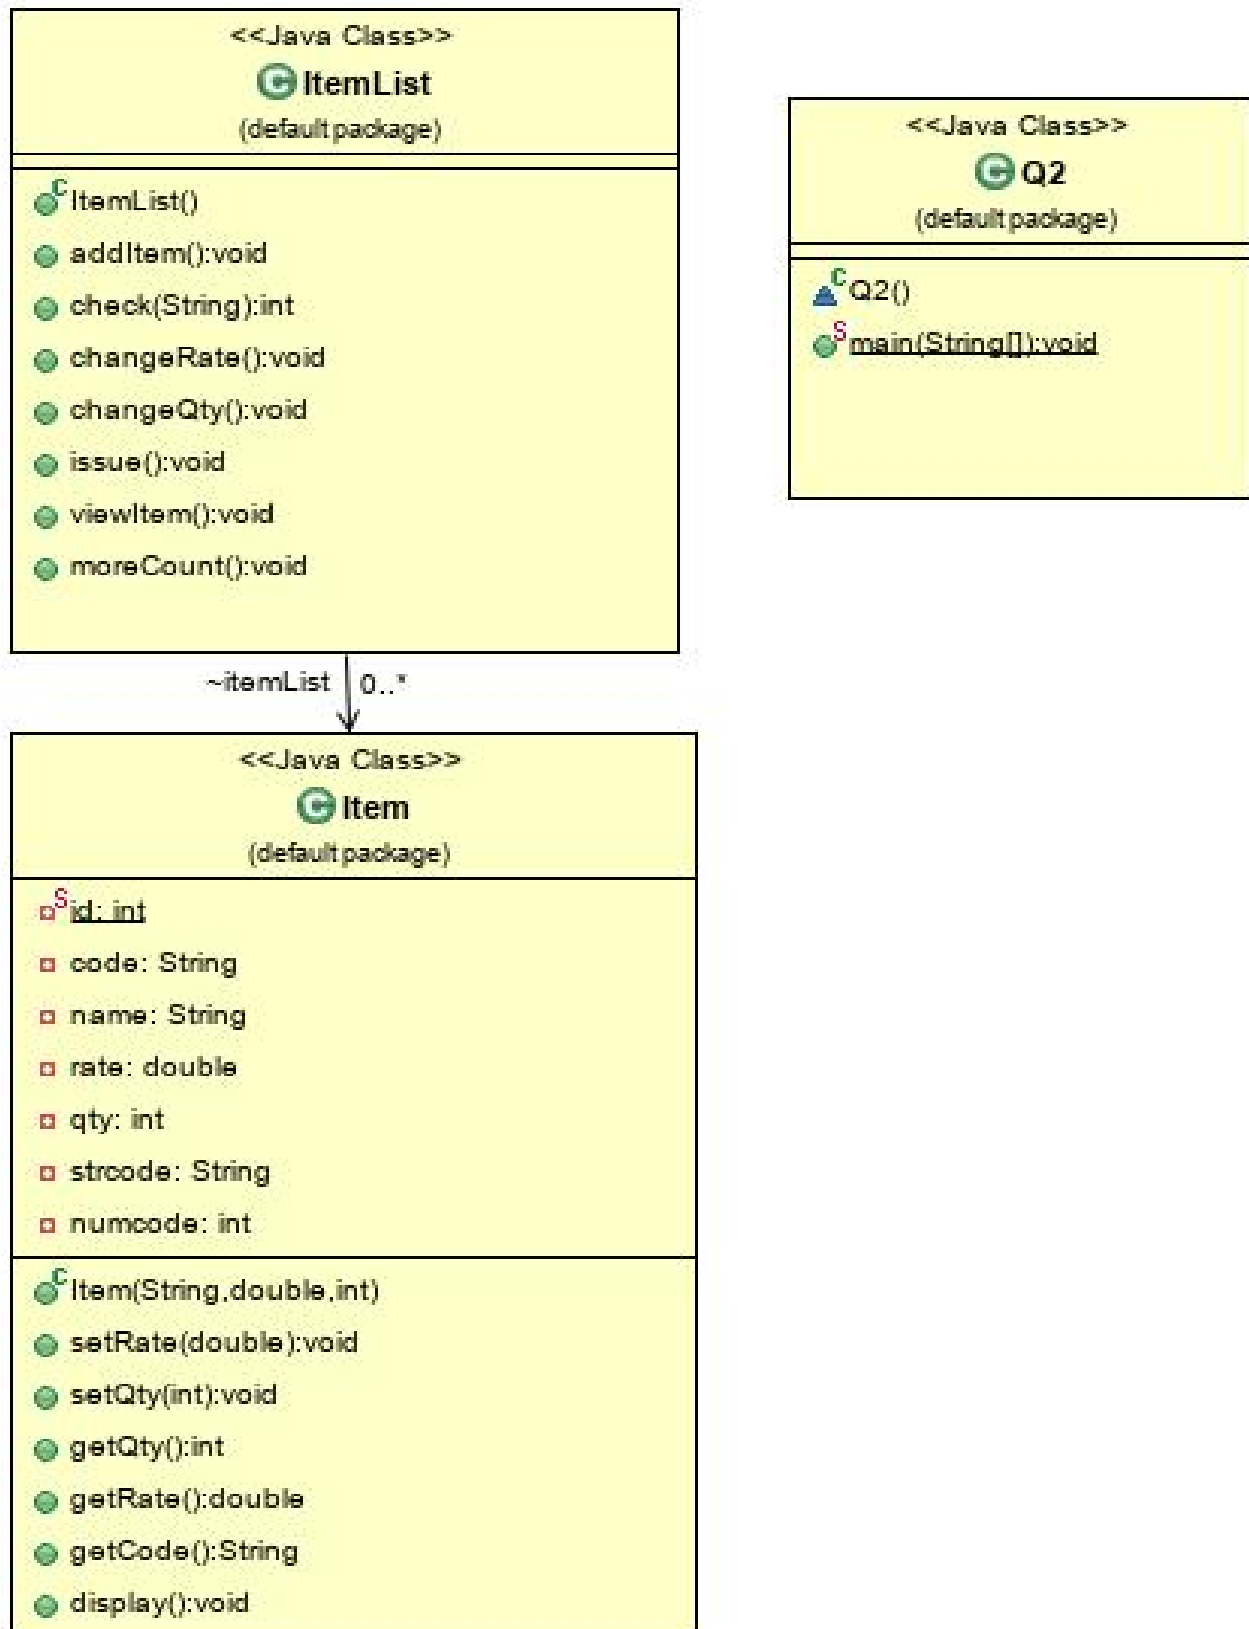 <<Java Class>>
ItemList
(default package)
ItemList()
addItem():void
check(String):int
changeRate():void
changeQty():void
issue():void
viewItem():void
moreCount():void
<<Java Class>>
Q2
(default package)
Q2()
main(String[]):void
~itemList 0..*
<<Java Class>>
Item
(default package)
id: int
code: String
name: String
rate: double
qty: int
strcode: String
numcode: int
Item(String,double,int)
setRate(double):void
setQty(int):void
getQty():int
getRate():double
getCode():String
display():void